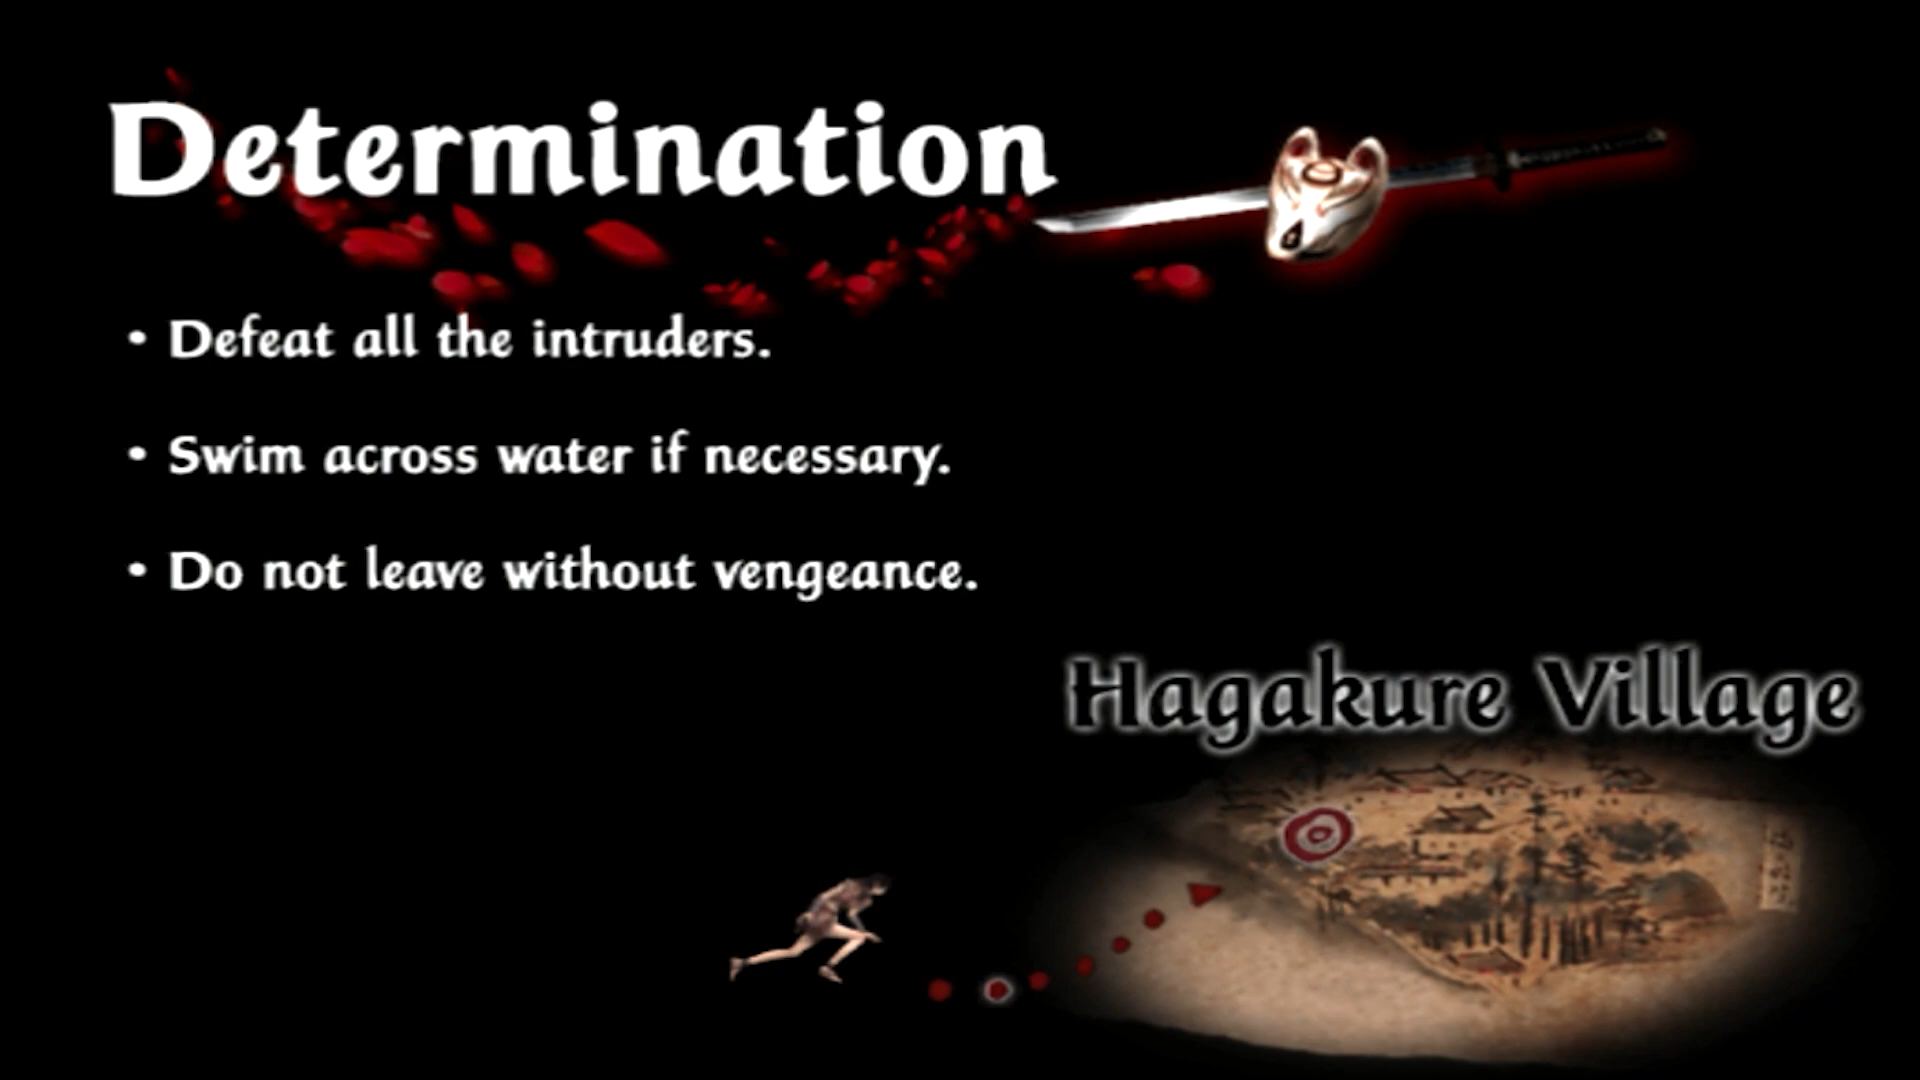 Determination
• Defeat all the intruders.
• Swim across water if necessary.
• Do not leave without vengeance.
Hagakure Village